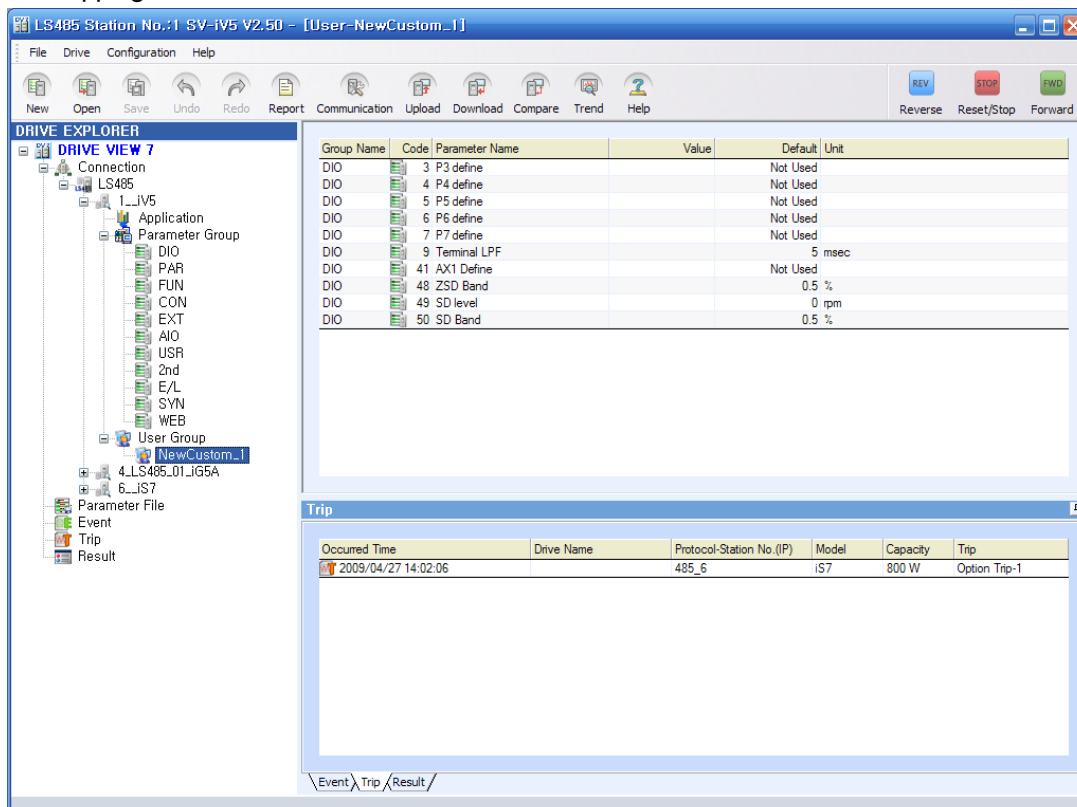 LS485 Station No.:1 SV-iV5 V2.50 - [User-NewCustom_1]
File Drive Configuration Help
New Open Save Undo Redo Report Communication Upload Download Compare Trend Help Reverse Reset/Stop Forward
REV STOP FWD
DRIVE EXPLORER
DRIVE VIEW 7
Connection
LS485
1__iV5
Application
Parameter Group
DIO
PAR
FUN
CON
EXT
AIO
USR
2nd
E/L
SYN
WEB
User Group
NewCustom_1
4_LS485_01_iG5A
6__iS7
Parameter File
Event
Trip
Result
Group Name Code Parameter Name Value Default Unit
DIO 3 P3 define Not Used
DIO 4 P4 define Not Used
DIO 5 P5 define Not Used
DIO 6 P6 define Not Used
DIO 7 P7 define Not Used
DIO 9 Terminal LPF 5 msec
DIO 41 AX1 Define Not Used
DIO 48 ZSD Band 0.5 %
DIO 49 SD level 0 rpm
DIO 50 SD Band 0.5 %
Trip
Occurred Time Drive Name Protocol-Station No.(IP) Model Capacity Trip
2009/04/27 14:02:06 485_6 iS7 800 W Option Trip-1
Event Trip Result